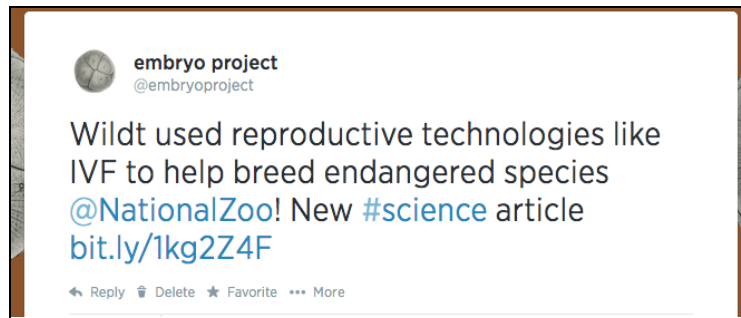 embryo project
@embryoproject
Wildt used reproductive technologies like
IVF to help breed endangered species
@NationalZoo! New #science article
bit.ly/1kg2Z4F
Reply Delete Favorite More